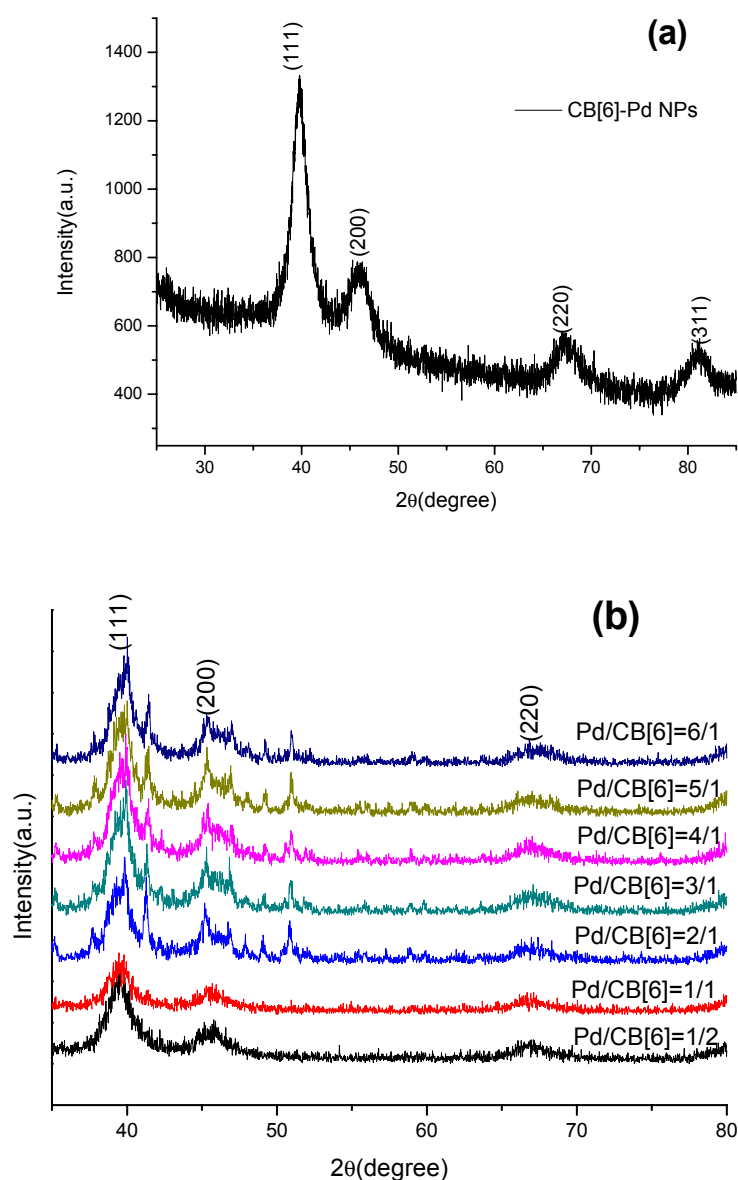 (a)
(111)
CB[6]-Pd NPs
(200)
(220)
(311)
Intensity(a.u.)
1400
1200
1000
800
600
400
30 40 50 60 70 80
2θ(degree)
(b)
(111)
(200)
(220)
Pd/CB[6]=6/1
Pd/CB[6]=5/1
Pd/CB[6]=4/1
Pd/CB[6]=3/1
Pd/CB[6]=2/1
Pd/CB[6]=1/1
Pd/CB[6]=1/2
Intensity(a.u.)
40 50 60 70 80
2θ(degree)